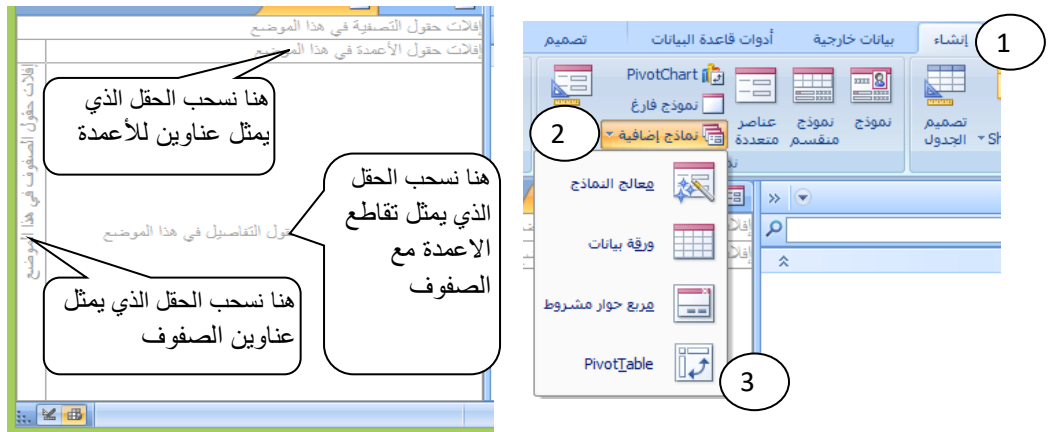 إنشاء
بيانات خارجية
أدوات قاعدة البيانات
تصميم
1
تصميم
الجدول
نموذج
نموذج
منقسم
عناصر
متعددة
PivotChart
نموذج فارغ
نماذج إضافية
2
معالج النماذج
ورقة بيانات
مربع حوار مشروط
PivotTable
3
إفلات حقول التصفية في هذا الموضع
إفلات حقول الأعمدة في هذا الموضع
إفلات حقول الصفوف في هذا الموضع
قول التفاصيل في هذا الموضع
هنا نسحب الحقل الذي
يمثل عناوين للأعمدة
هنا نسحب الحقل
الذي يمثل تقاطع
الاعمدة مع
الصفوف
هنا نسحب الحقل الذي يمثل
عناوين الصفوف